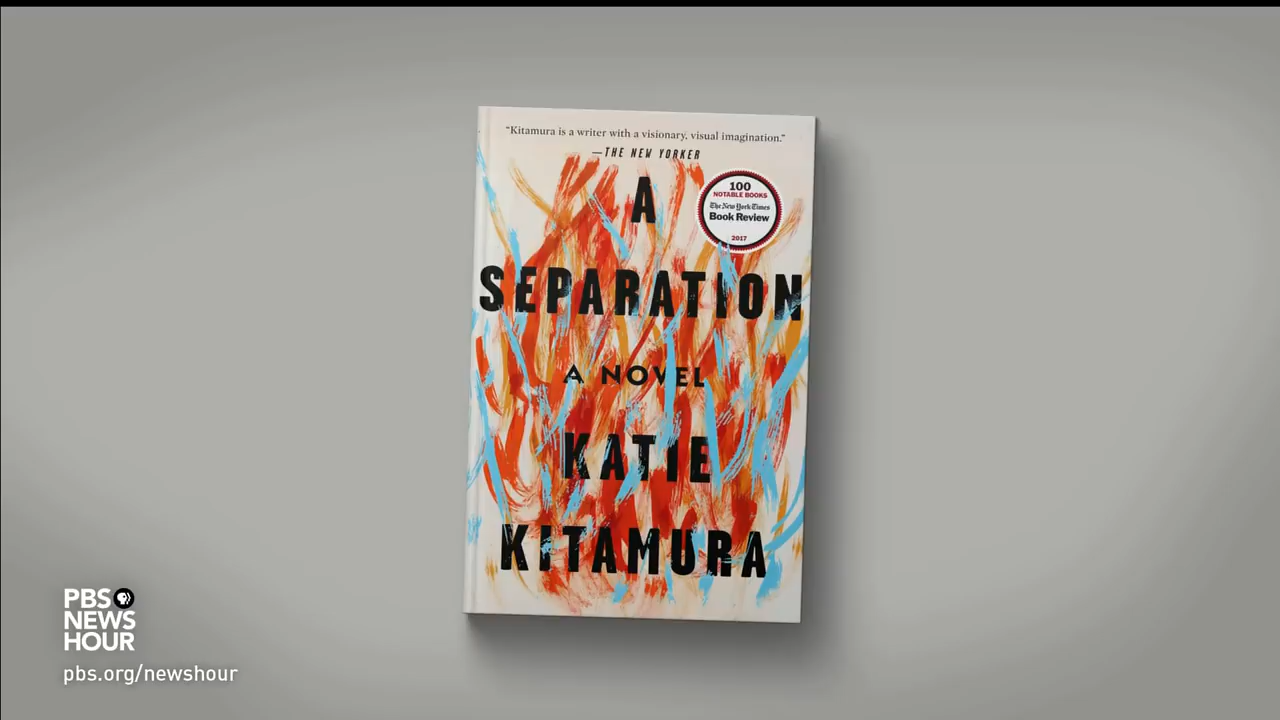 “Kitamura is a writer with a visionary, visual imagination.”
—THE NEW YORKER
A
100
NOTABLE BOOKS
The New York Times
Book Review
2017
SEPARATION
A NOVEL
KATIE
KITAMURA
PBS
NEWS
HOUR
pbs.org/newshour